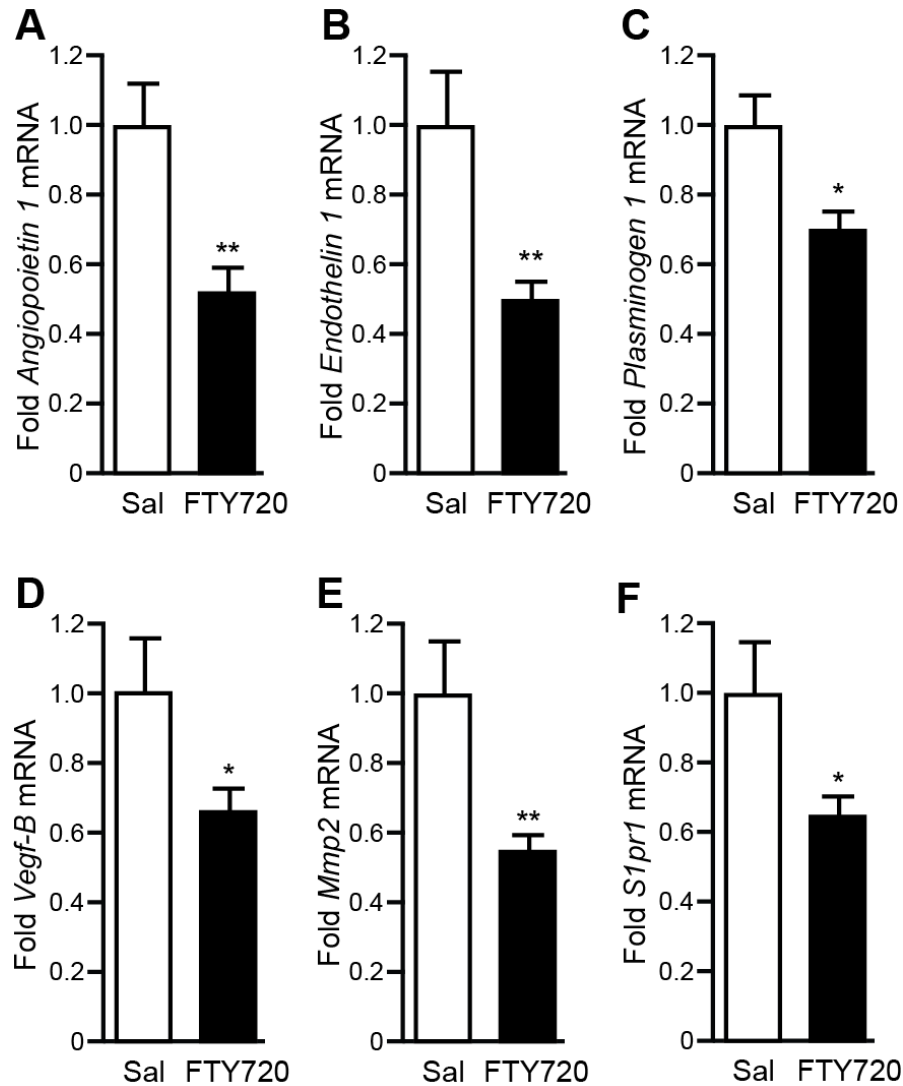 A
Fold Angiopoietin 1 mRNA
1.2
1.0
0.8
0.6
0.4
0.2
0
**
Sal FTY720
B
Fold Endothelin 1 mRNA
1.2
1.0
0.8
0.6
0.4
0.2
0
**
Sal FTY720
C
Fold Plasminogen 1 mRNA
1.2
1.0
0.8
0.6
0.4
0.2
0
*
Sal FTY720
D
Fold Vegf-B mRNA
1.2
1.0
0.8
0.6
0.4
0.2
0
*
Sal FTY720
E
Fold Mmp2 mRNA
1.2
1.0
0.8
0.6
0.4
0.2
0
**
Sal FTY720
F
Fold S1pr1 mRNA
1.2
1.0
0.8
0.6
0.4
0.2
0
*
Sal FTY720